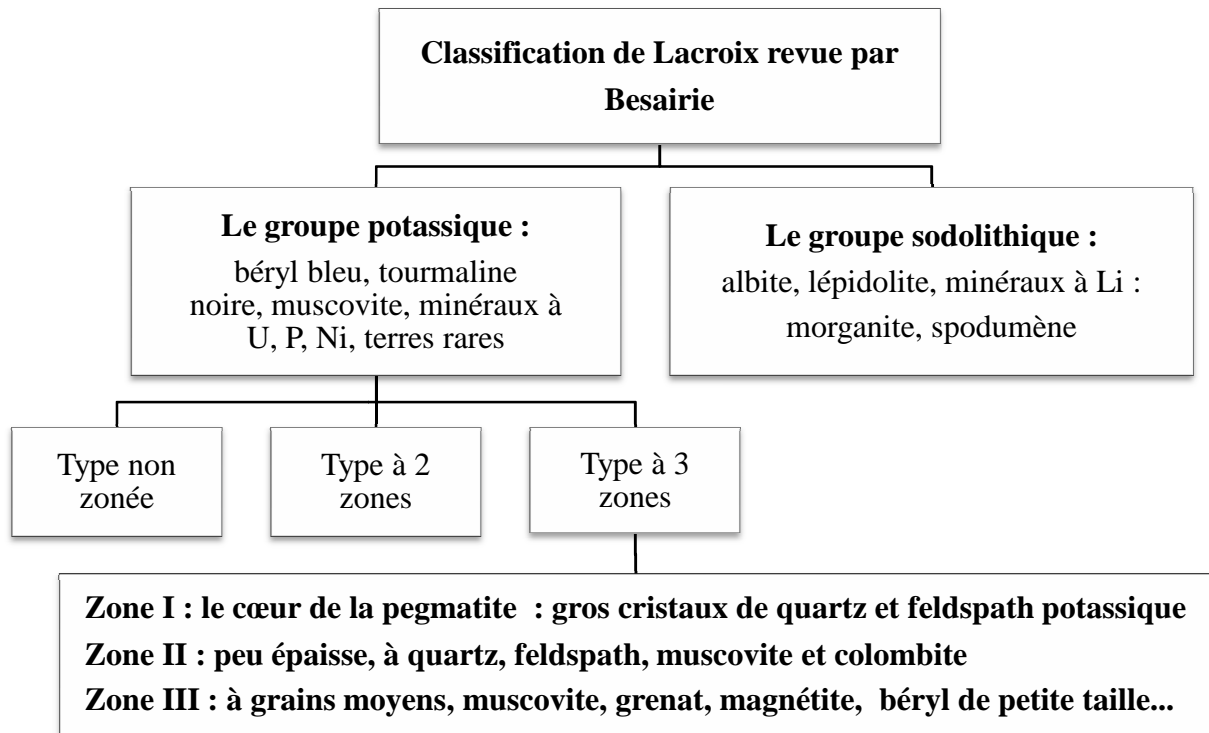 Classification de Lacroix revue par
Besairie
Le groupe potassique :
béryl bleu, tourmaline
noire, muscovite, minéraux à
U, P, Ni, terres rares
Le groupe sodolithique :
albite, lépidolite, minéraux à Li :
morganite, spodumène
Type non
zonée
Type à 2
zones
Type à 3
zones
Zone I : le cœur de la pegmatite : gros cristaux de quartz et feldspath potassique
Zone II : peu épaisse, à quartz, feldspath, muscovite et colombite
Zone III : à grains moyens, muscovite, grenat, magnétite, béryl de petite taille...